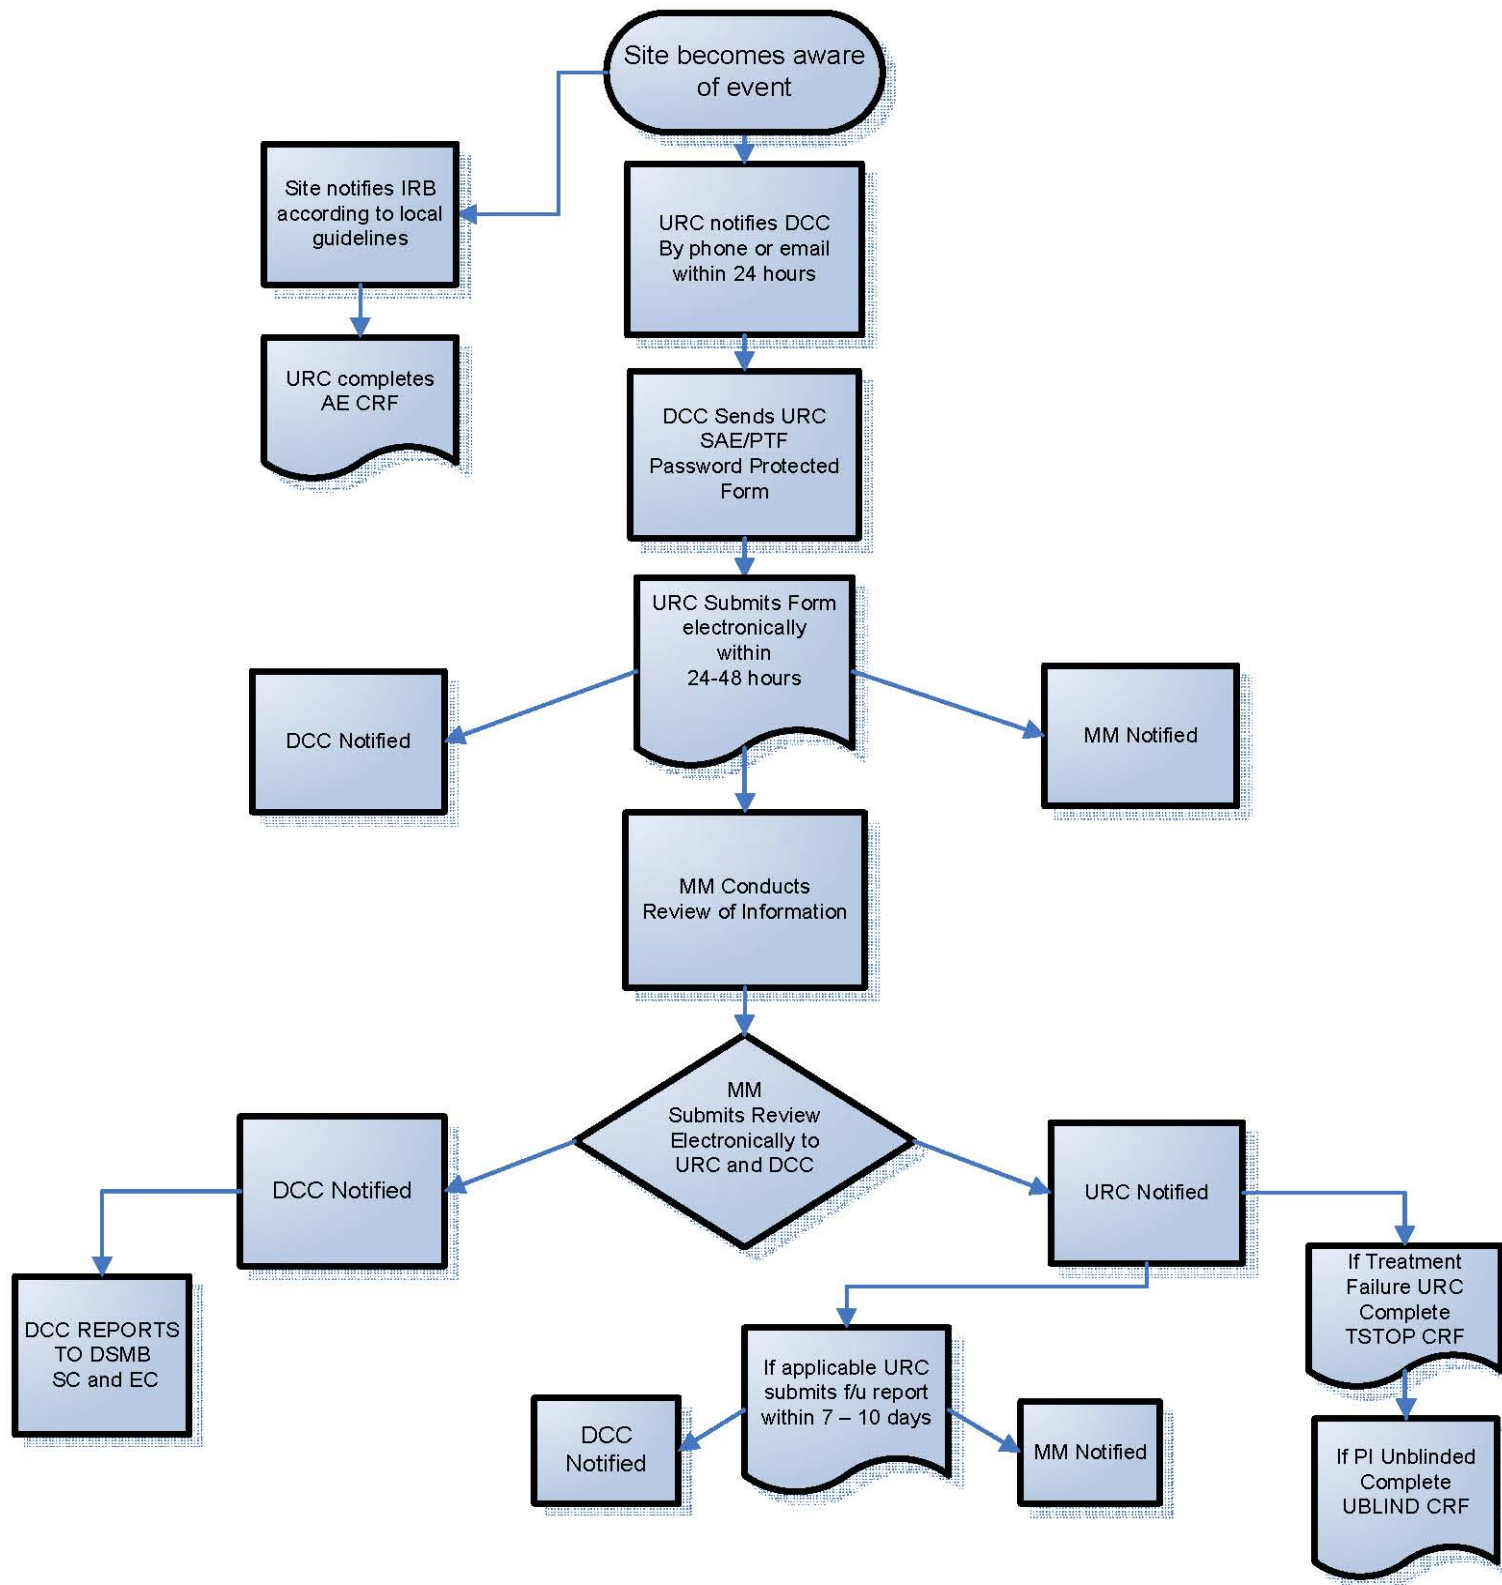 Site becomes aware
of event
Site notifies IRB
according to local
guidelines
URC notifies DCC
By phone or email
within 24 hours
URC completes
AE CRF
DCC Sends URC
SAE/PTF
Password Protected
Form
URC Submits Form
electronically
within
24-48 hours
DCC Notified
MM Notified
MM Conducts
Review of Information
MM
Submits Review
Electronically to
URC and DCC
DCC Notified
URC Notified
DCC REPORTS
TO DSMB
SC and EC
If applicable URC
submits f/u report
within 7 – 10 days
If Treatment
Failure URC
Complete
TSTOP CRF
DCC
Notified
MM Notified
If PI Unblinded
Complete
UBLIND CRF